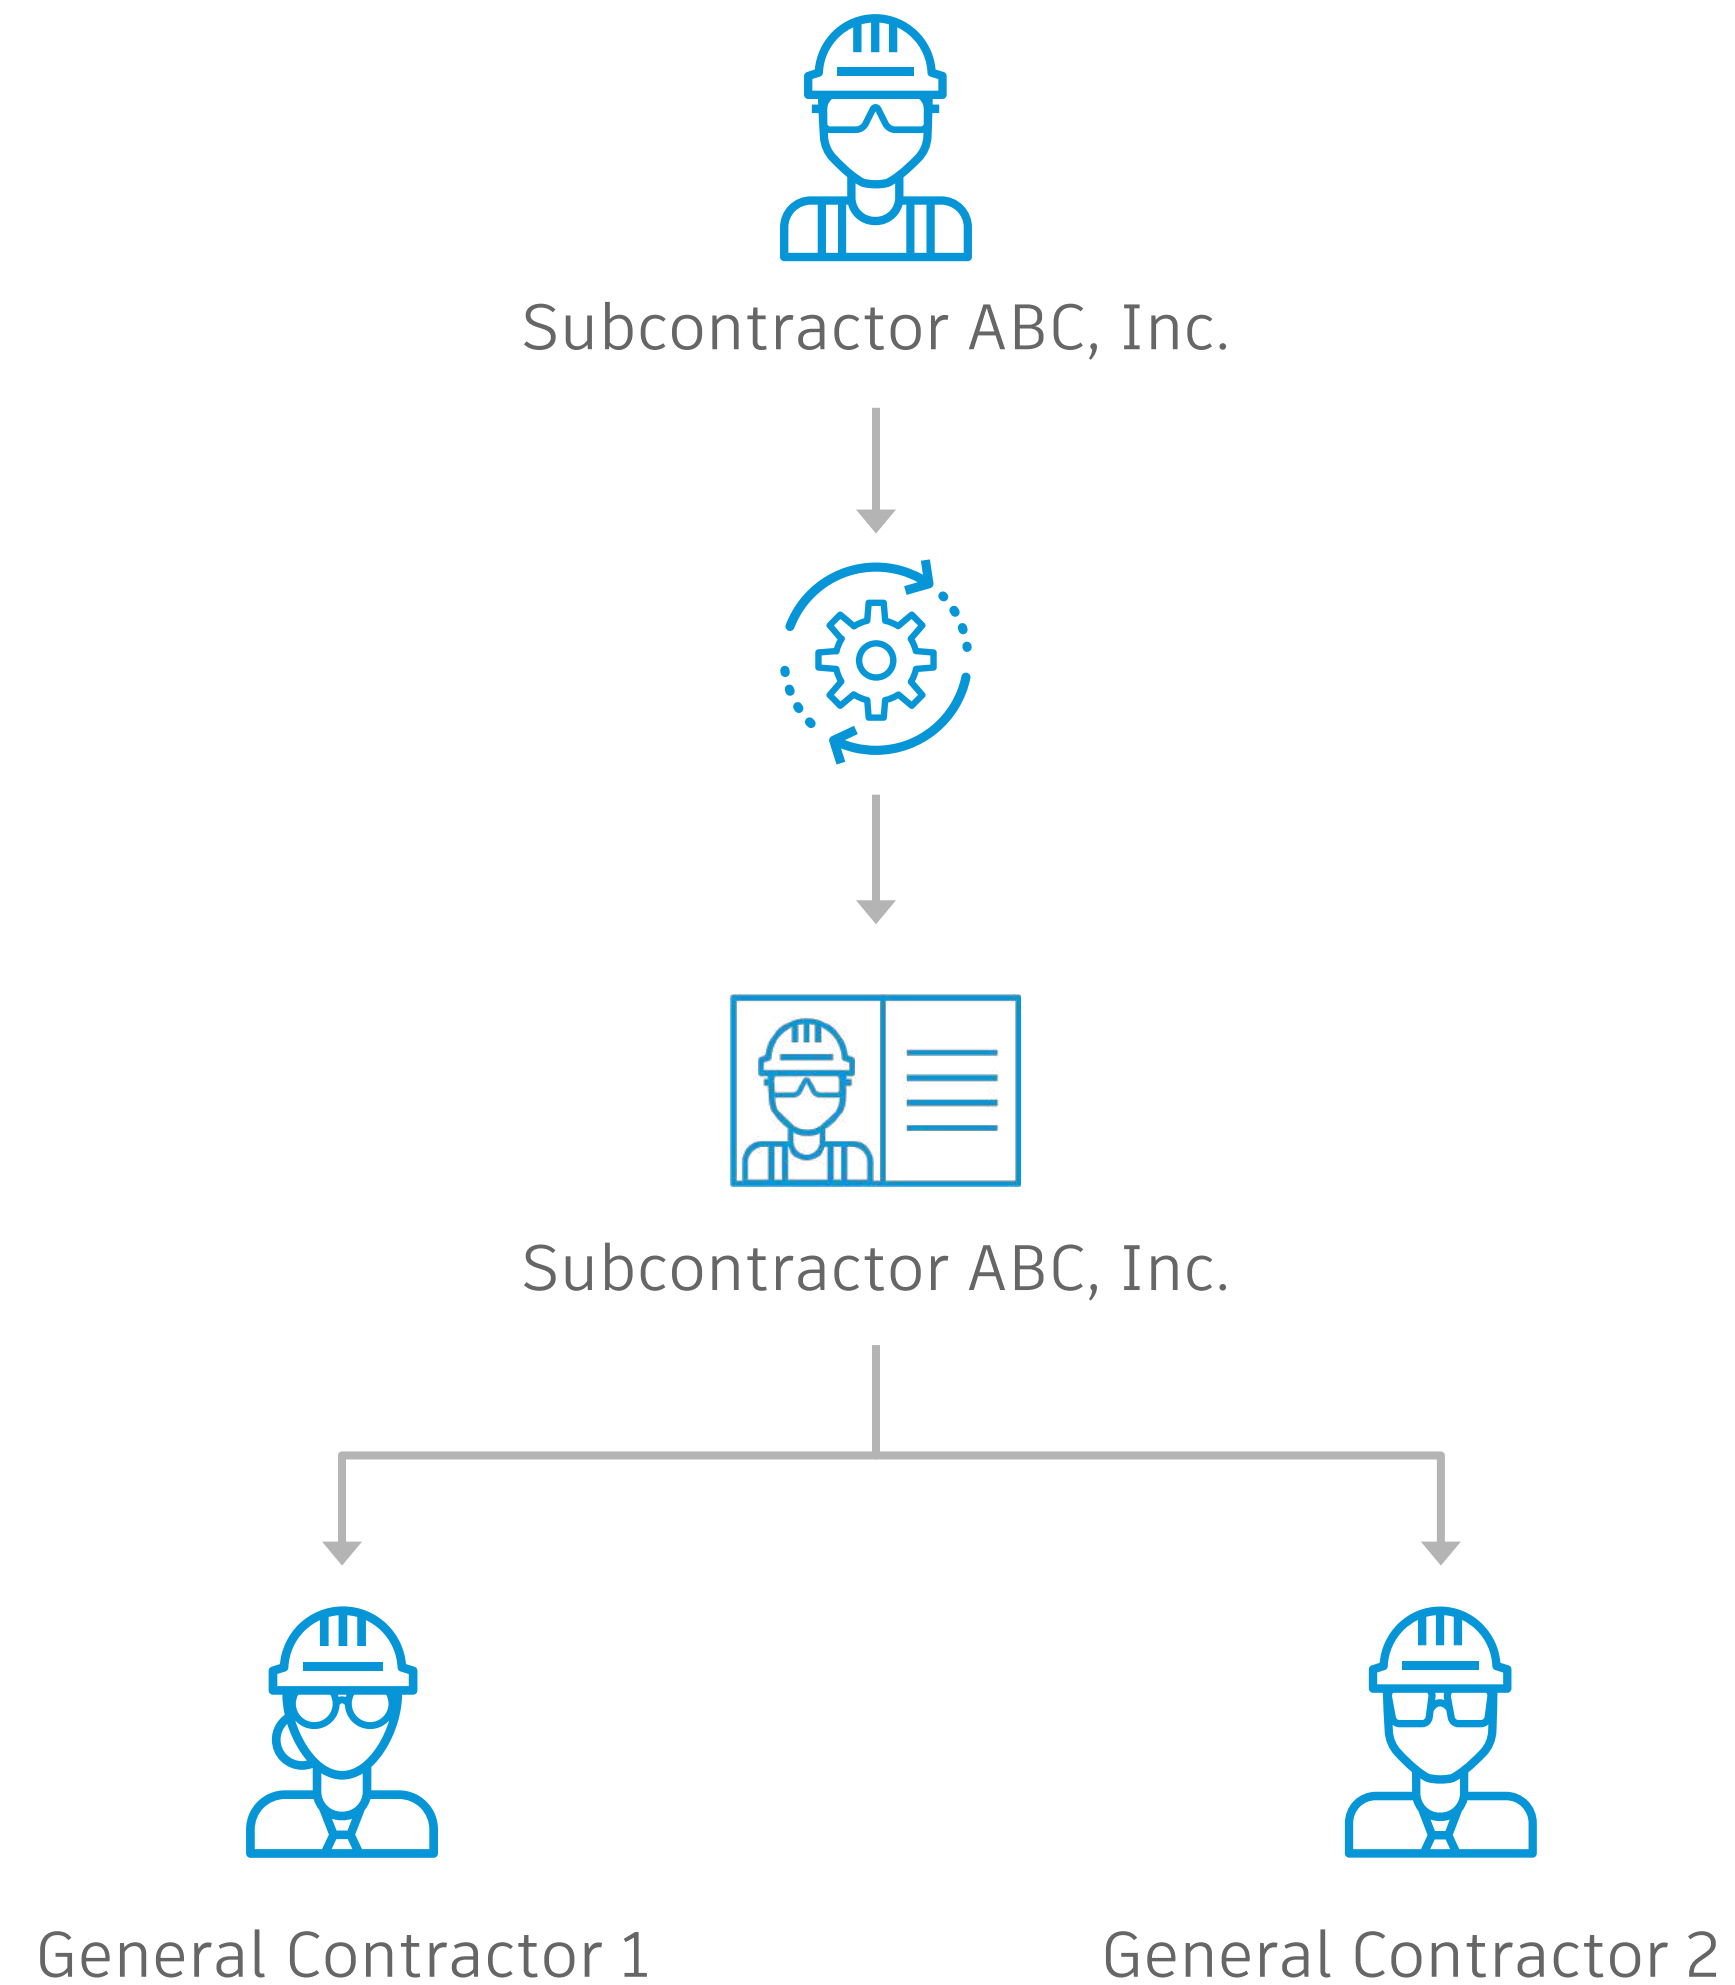 Subcontractor ABC, Inc.
Subcontractor ABC, Inc.
General Contractor 1
General Contractor 2